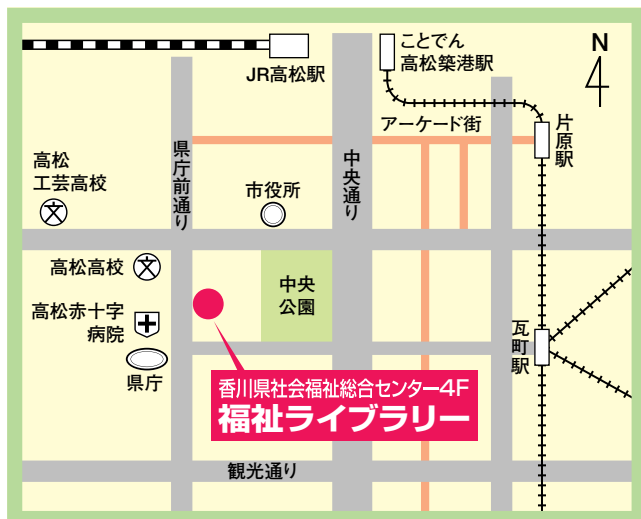 JR高松駅
ことでん
高松築港駅
N
アーケード街
片原駅
高松
工芸高校
県庁前通り
市役所
中央通り
高松高校
中央
公園
高松赤十字
病院
県庁
瓦町駅
香川県社会福祉総合センター4F
福祉ライブラリー
観光通り